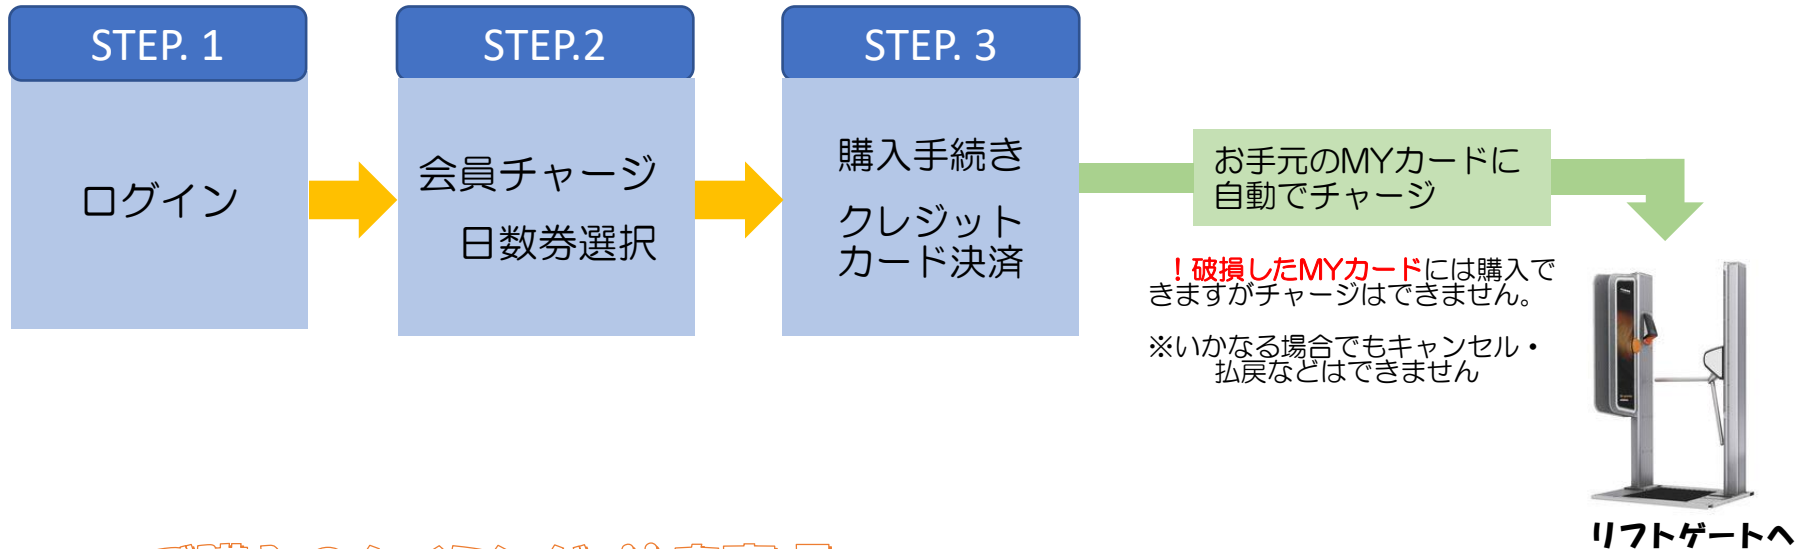 STEP. 1
ログイン
STEP.2
会員チャージ
日数券選択
STEP. 3
購入手続き
クレジット
カード決済
お手元のMYカードに
自動でチャージ
！破損したMYカードには購入で
きますがチャージはできません。
※いかなる場合でもキャンセル・
払戻などはできません
リフトゲートへ